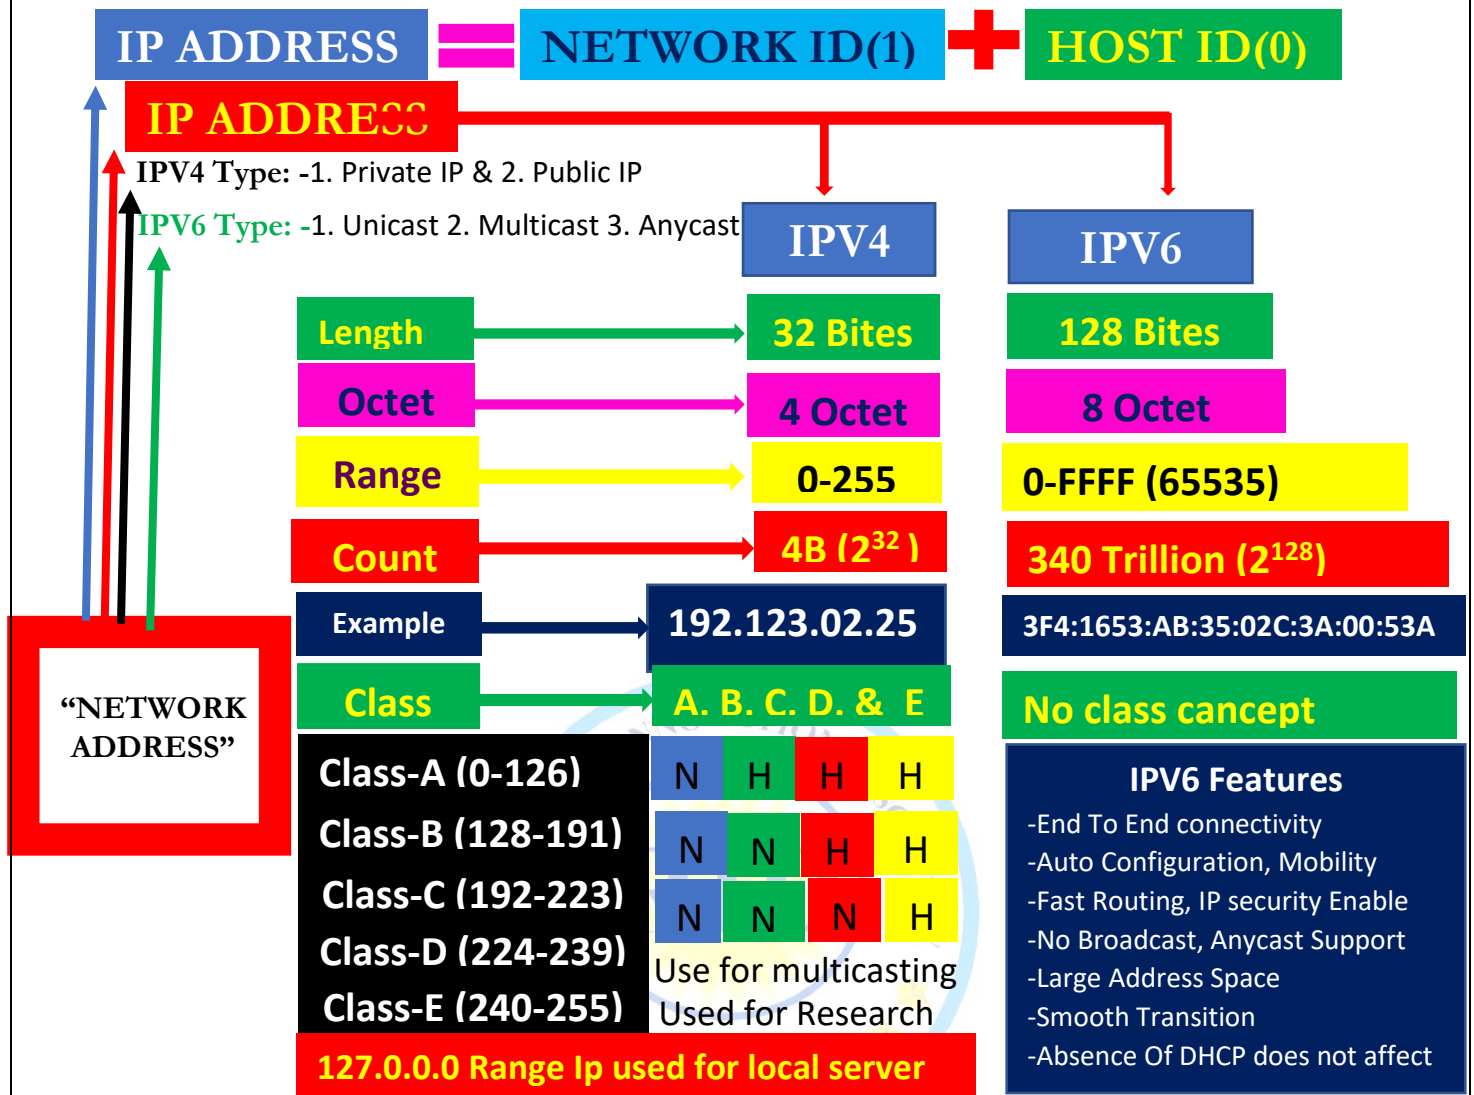 IP ADDRESS = NETWORK ID(1) + HOST ID(0)
IP ADDRESS
IPV4 Type: -1. Private IP & 2. Public IP
IPV6 Type: -1. Unicast 2. Multicast 3. Anycast
IPV4 IPV6
Length 32 Bites 128 Bites
Octet 4 Octet 8 Octet
Range 0-255 0-FFFF (65535)
Count 4B (2³²) 340 Trillion (2¹²⁸)
Example 192.123.02.25 3F4:1653:AB:35:02C:3A:00:53A
Class A. B. C. D. & E No class cancept
“NETWORK
ADDRESS”
Class-A (0-126) N H H H
Class-B (128-191) N N H H
Class-C (192-223) N N N H
Class-D (224-239) Use for multicasting
Class-E (240-255) Used for Research
127.0.0.0 Range Ip used for local server
IPV6 Features
-End To End connectivity
-Auto Configuration, Mobility
-Fast Routing, IP security Enable
-No Broadcast, Anycast Support
-Large Address Space
-Smooth Transition
-Absence Of DHCP does not affect